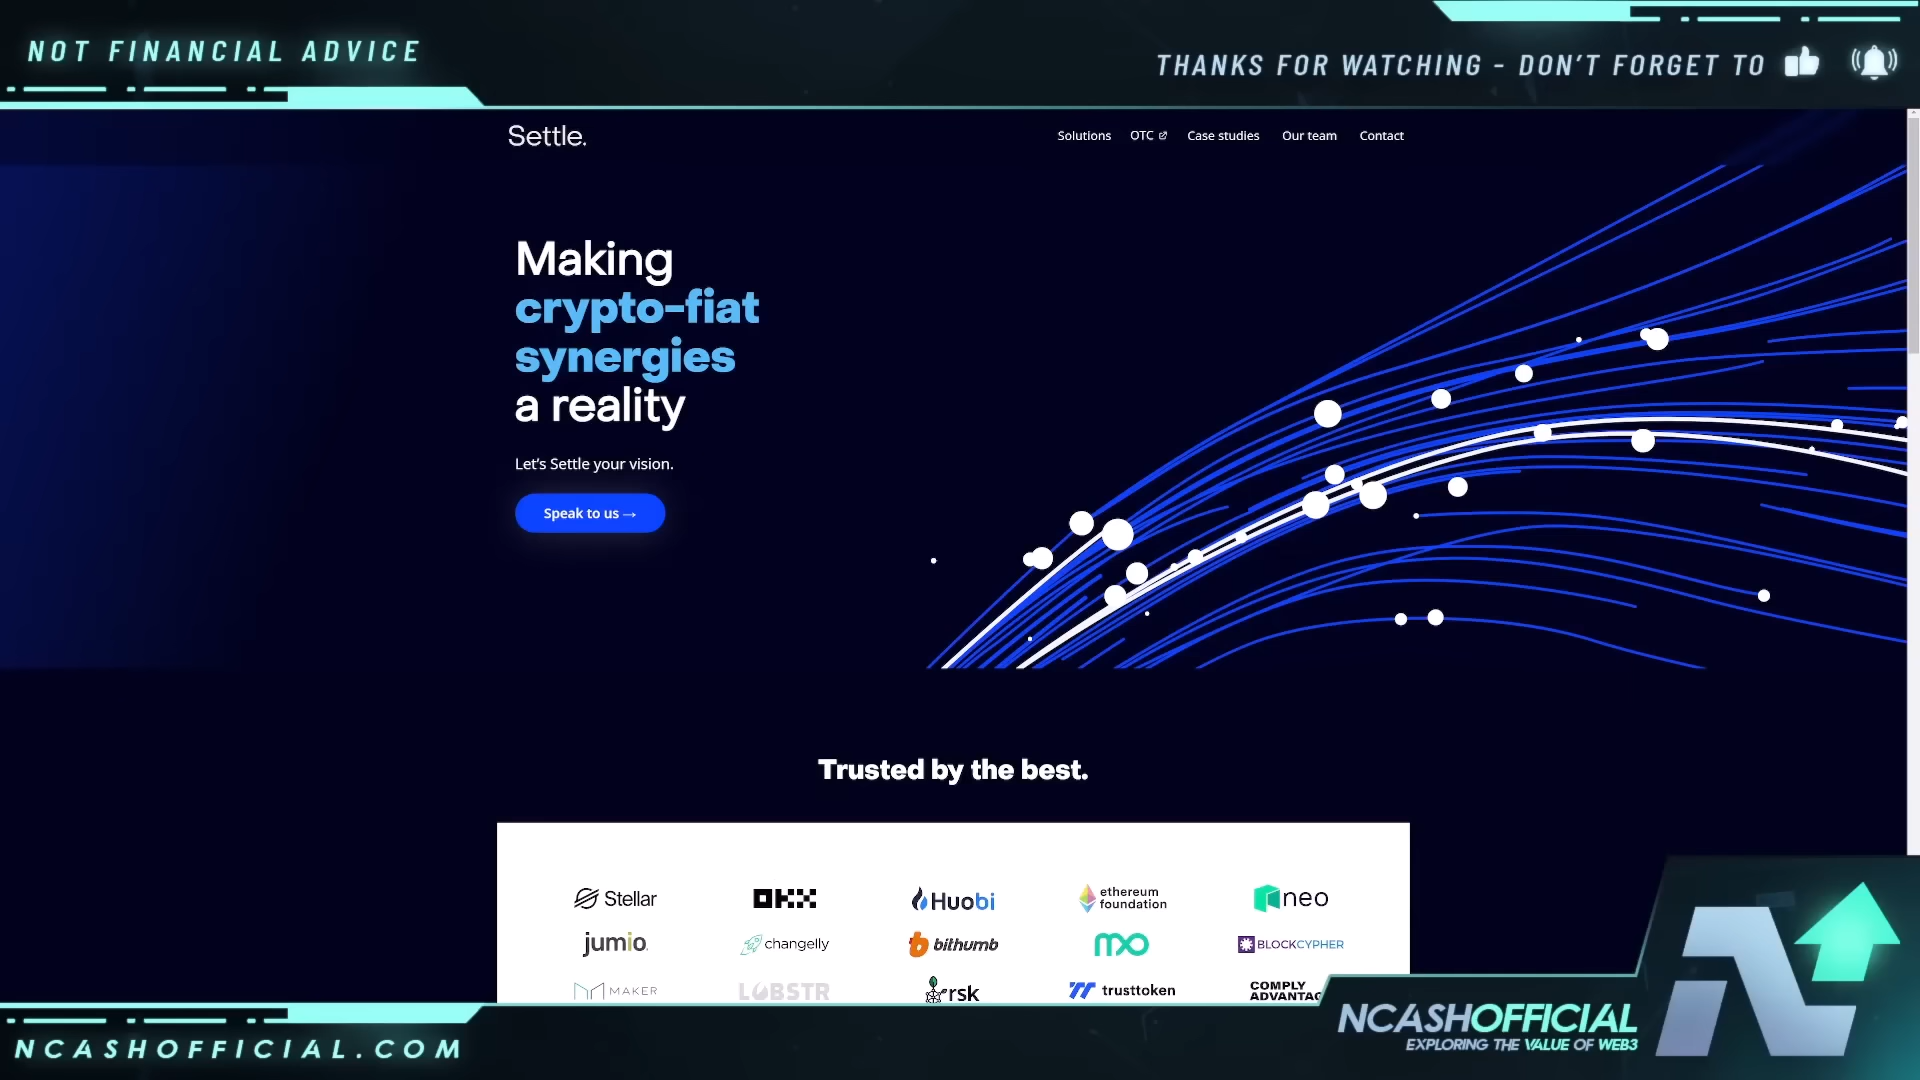 NOT FINANCIAL ADVICE
THANKS FOR WATCHING - DON'T FORGET TO
Settle.
Solutions OTC Case studies Our team Contact
Making
crypto-fiat
synergies
a reality
Let's Settle your vision.
Speak to us →
Trusted by the best.
Stellar OKX Huobi ethereum foundation neo
jumio. changelly bithumb mxo BLOCKCYPHER
MAKER LOBSTR rsk trusttoken COMPLY ADVANTAG
NCASHOFFICIAL.COM
NCASHOFFICIAL
EXPLORING THE VALUE OF WEB3